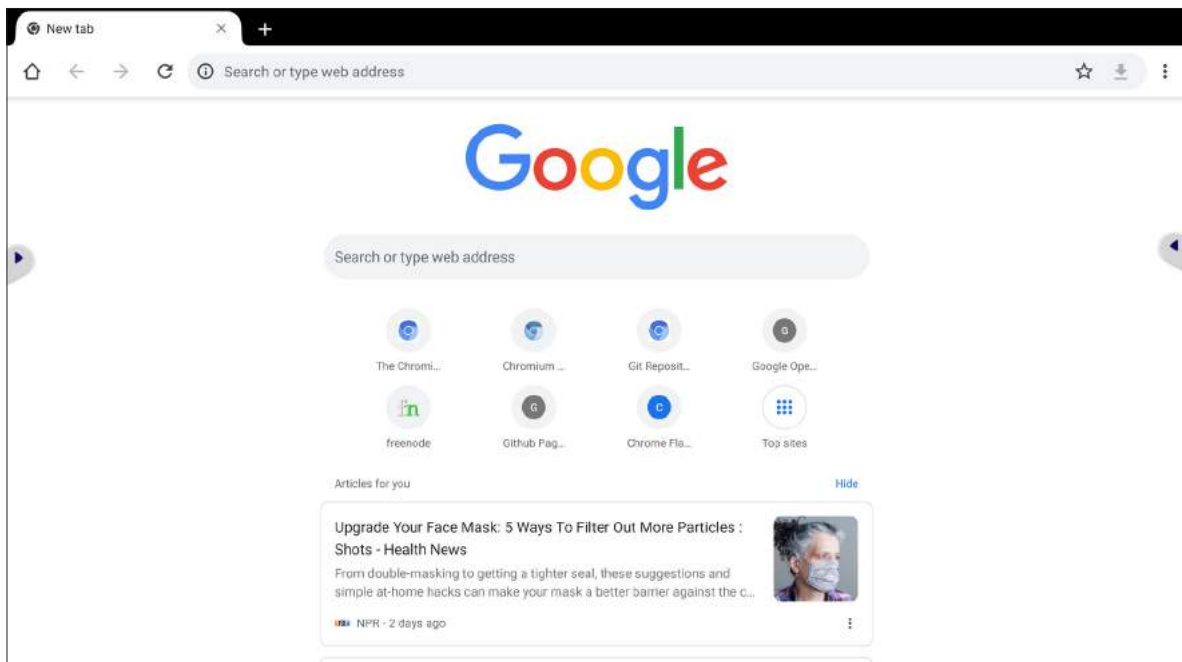 New tab
Search or type web address
Google
Search or type web address
The Chromi...
Chromium ...
Git Reposit...
G
Google Ope...
fn
freenode
G
Github Pag...
C
Chrome Fla...
Top sites
Articles for you
Hide
Upgrade Your Face Mask: 5 Ways To Filter Out More Particles :
Shots - Health News
From double-masking to getting a tighter seal, these suggestions and
simple at-home hacks can make your mask a better barrier against the c...
NPR - 2 days ago